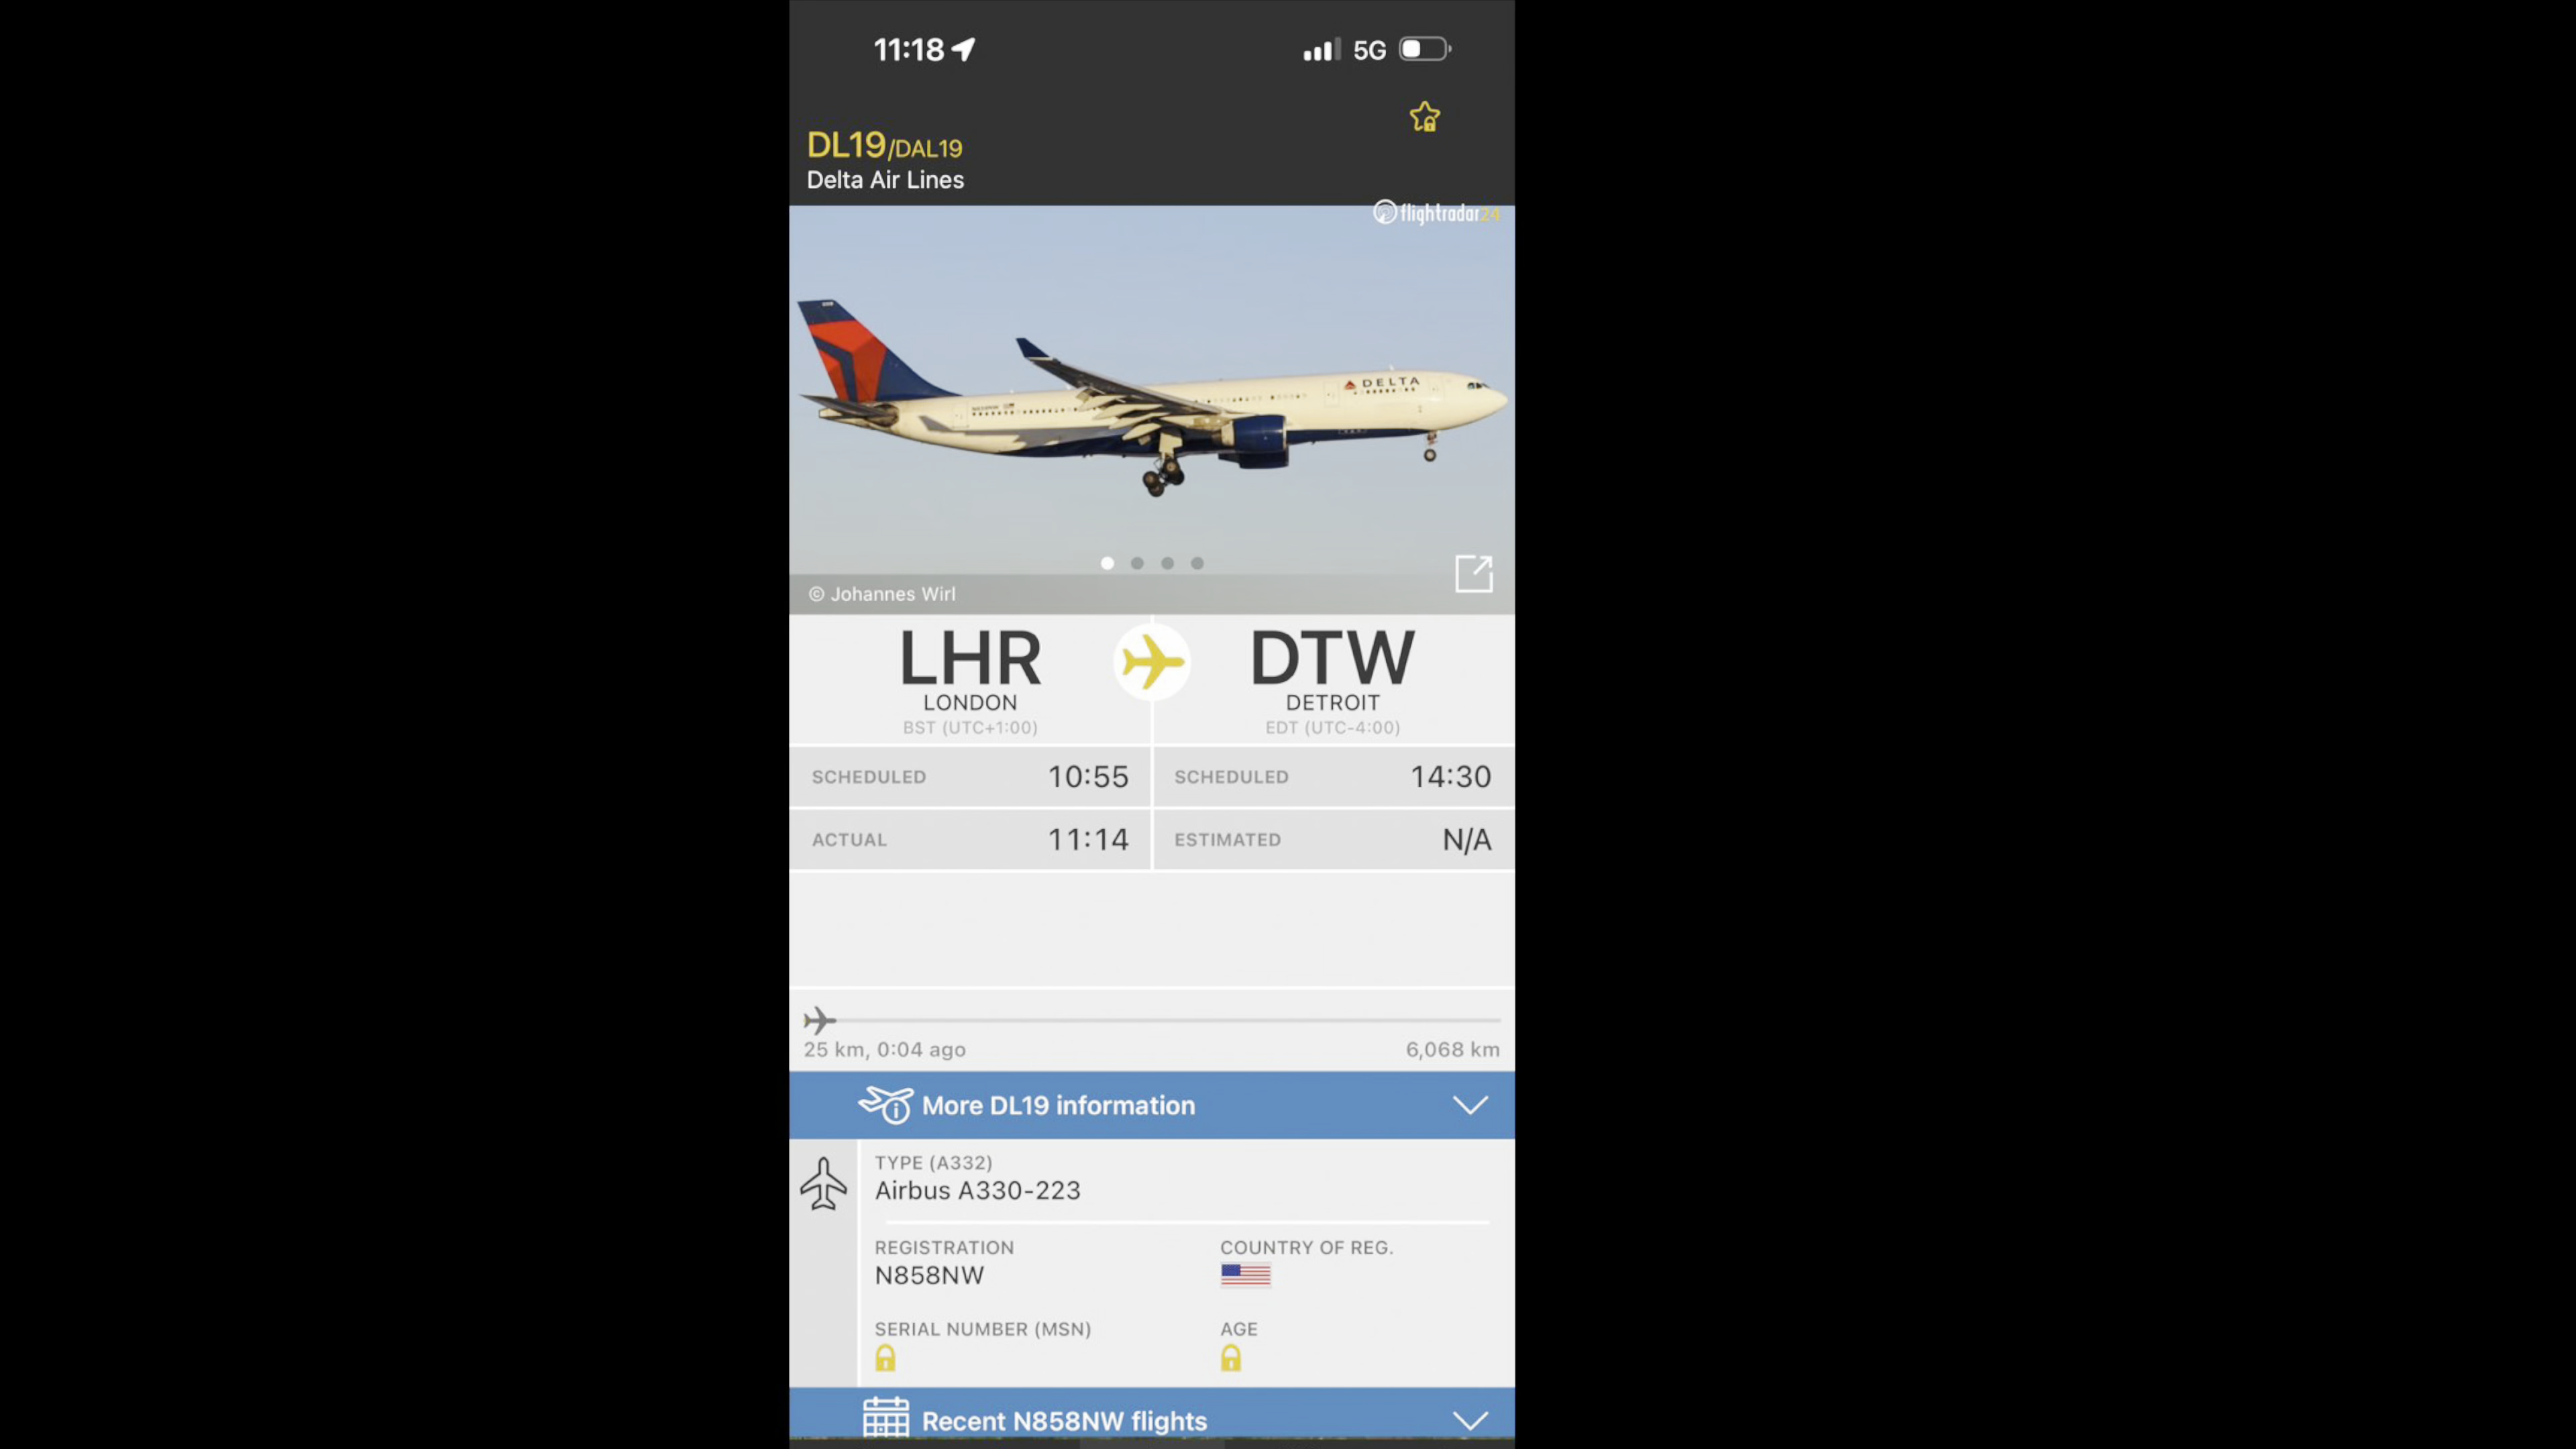 11:18
5G
DL19/DAL19
Delta Air Lines
flightradar24
DELTA
© Johannes Wirl
LHR
LONDON
BST (UTC+1:00)
DTW
DETROIT
EDT (UTC-4:00)
SCHEDULED 10:55
SCHEDULED 14:30
ACTUAL 11:14
ESTIMATED N/A
25 km, 0:04 ago
6,068 km
More DL19 information
TYPE (A332)
Airbus A330-223
REGISTRATION
N858NW
COUNTRY OF REG.
SERIAL NUMBER (MSN)
AGE
Recent N858NW flights